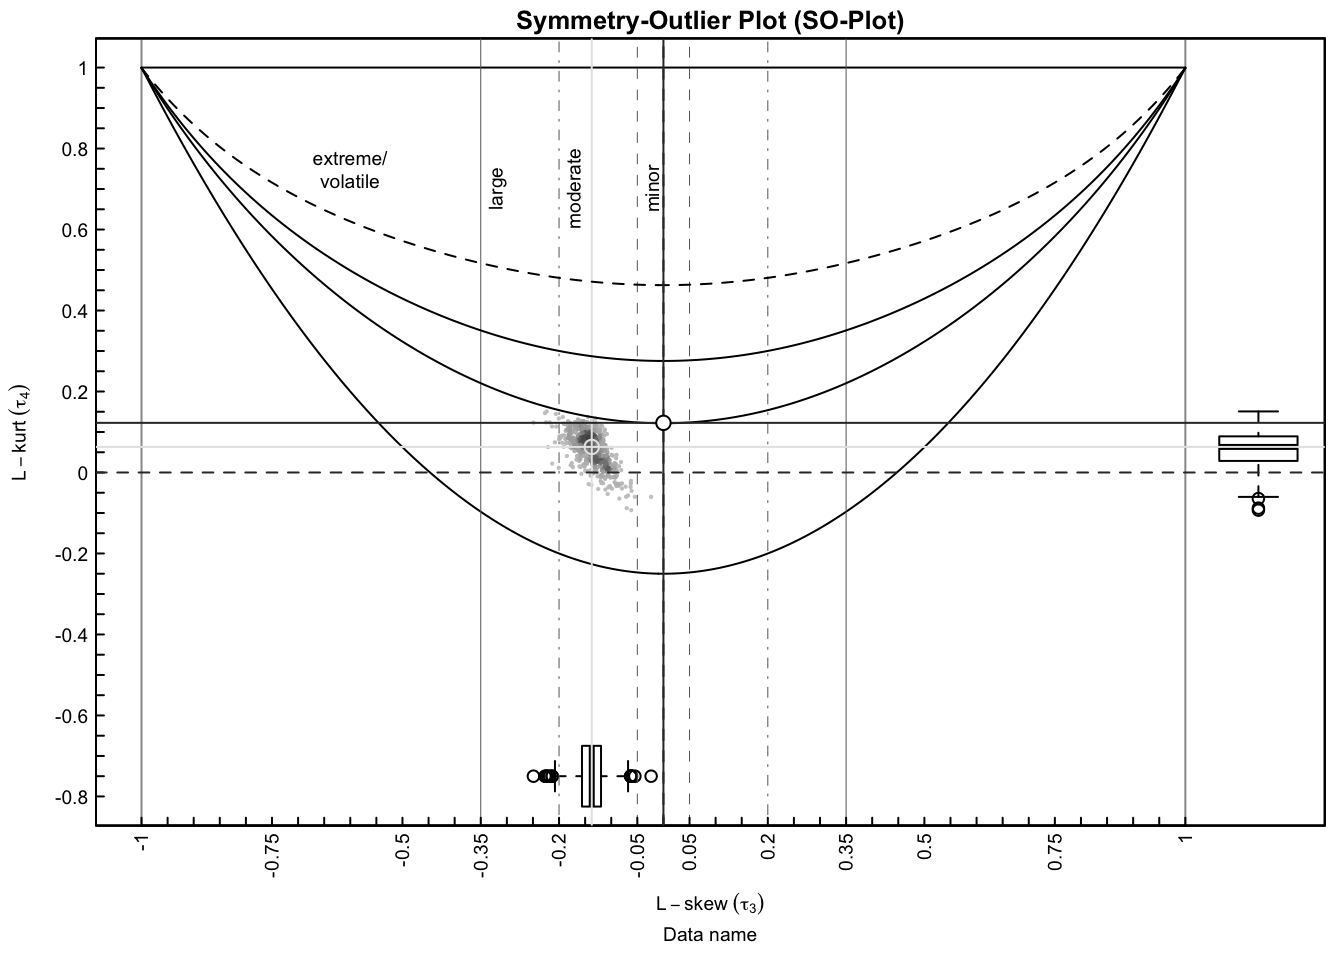 Symmetry-Outlier Plot (SO-Plot)
1
0.8
0.6
0.4
0.2
0
-0.2
-0.4
-0.6
-0.8
L − kurt (τ4)
extreme/
volatile
large
moderate
minor
-1
-0.75
-0.5
-0.35
-0.2
-0.05
0.05
0.2
0.35
0.5
0.75
1
L − skew (τ3)
Data name